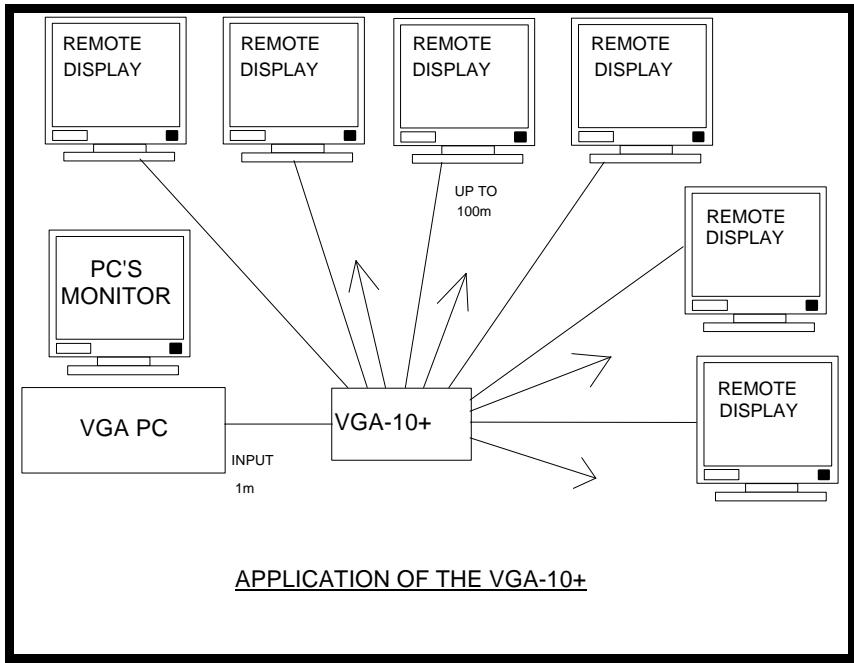 REMOTE
DISPLAY
REMOTE
DISPLAY
REMOTE
DISPLAY
REMOTE
DISPLAY
UP TO
100m
REMOTE
DISPLAY
PC'S
MONITOR
REMOTE
DISPLAY
VGA PC
INPUT
1m
VGA-10+
APPLICATION OF THE VGA-10+